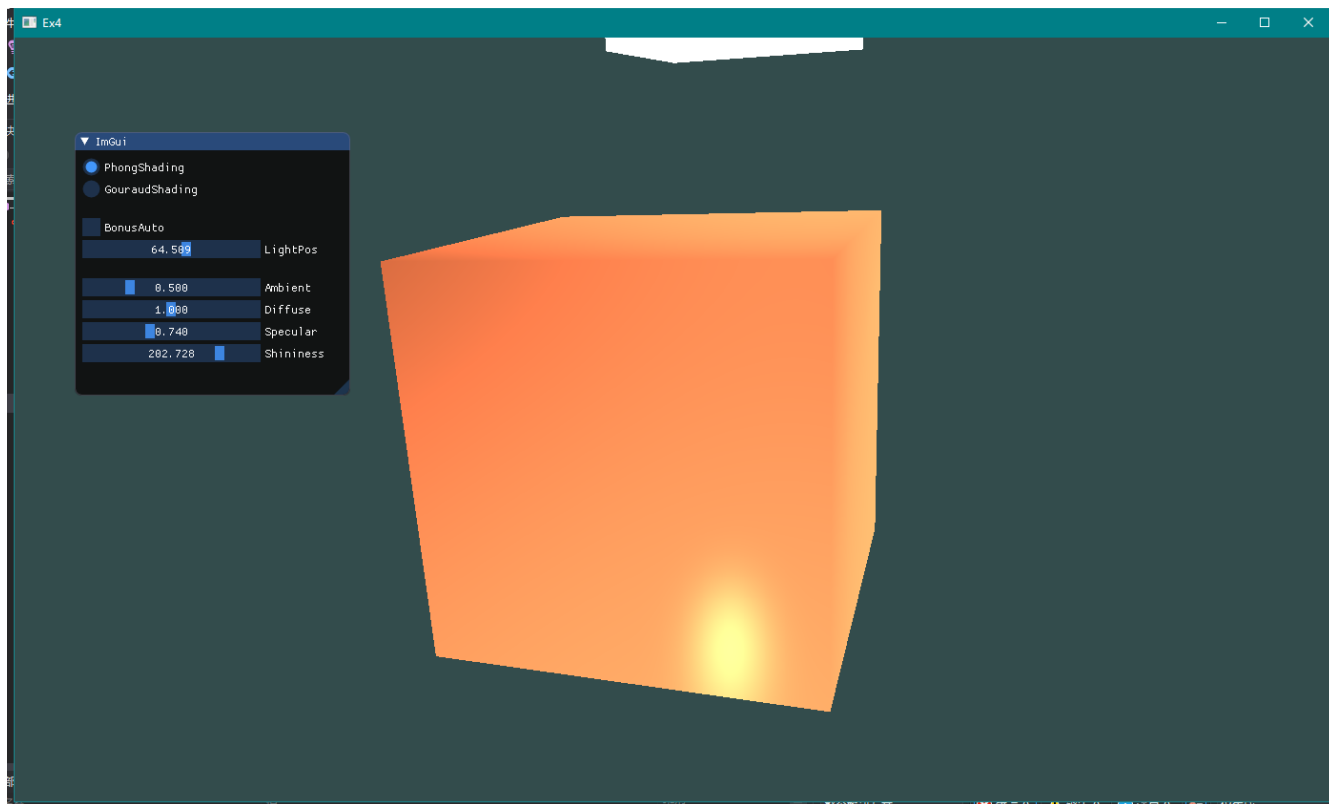 Ex4
ImGui
PhongShading
GouraudShading
BonusAuto
64.509 LightPos
0.500 Ambient
1.000 Diffuse
0.740 Specular
202.728 Shininess